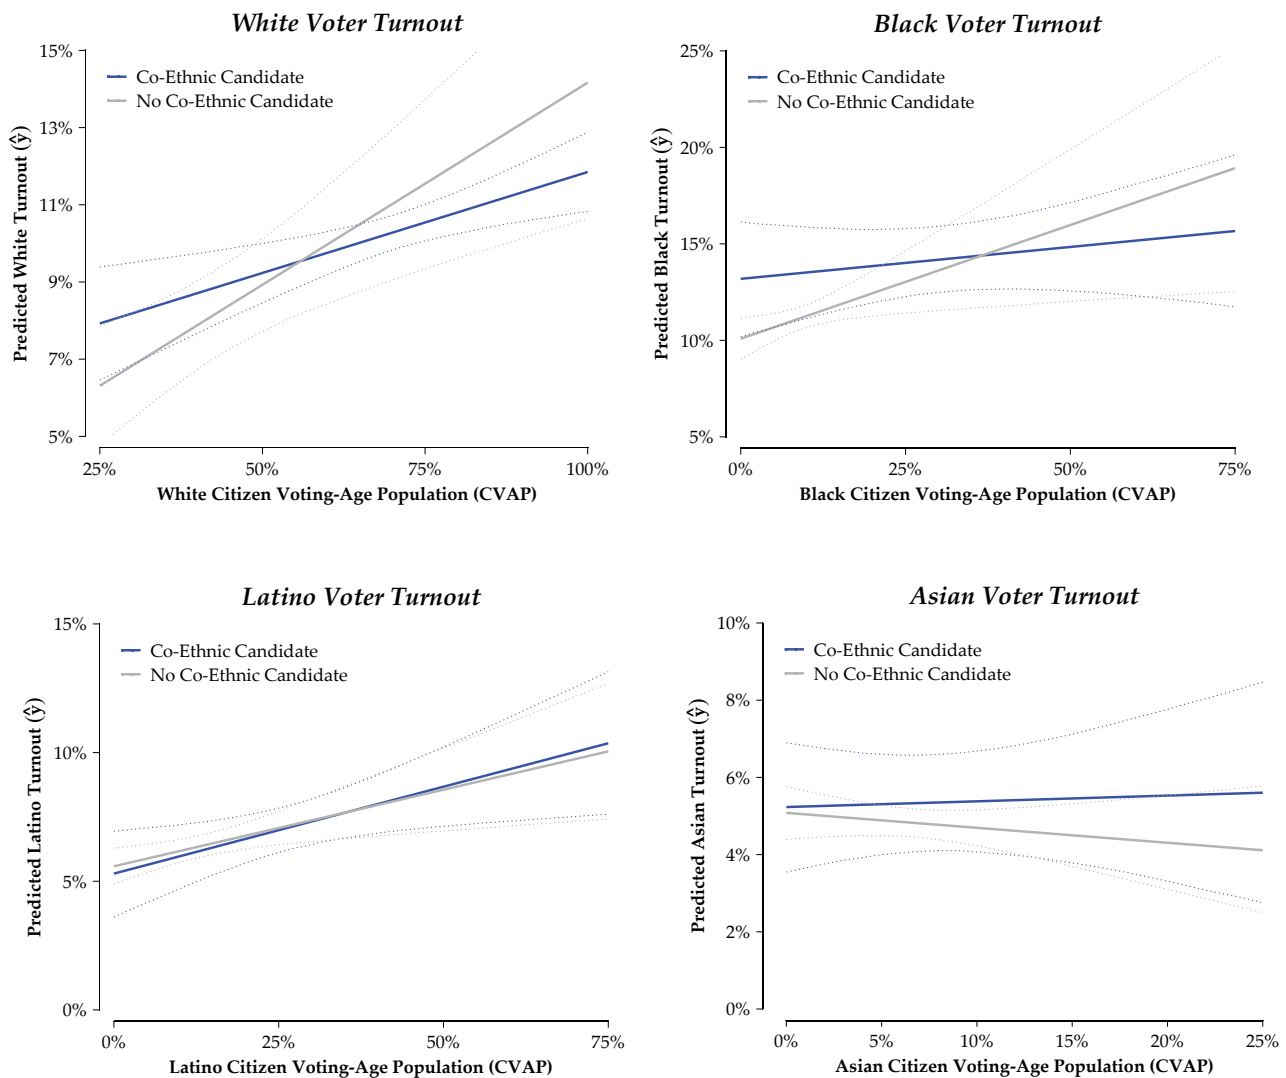 White Voter Turnout
Co-Ethnic Candidate
No Co-Ethnic Candidate
Predicted White Turnout (ŷ)
15%
13%
11%
9%
7%
5%
25%
50%
75%
100%
White Citizen Voting-Age Population (CVAP)
Black Voter Turnout
Co-Ethnic Candidate
No Co-Ethnic Candidate
Predicted Black Turnout (ŷ)
25%
20%
15%
10%
5%
0%
25%
50%
75%
Black Citizen Voting-Age Population (CVAP)
Latino Voter Turnout
Co-Ethnic Candidate
No Co-Ethnic Candidate
Predicted Latino Turnout (ŷ)
15%
10%
5%
0%
0%
25%
50%
75%
Latino Citizen Voting-Age Population (CVAP)
Asian Voter Turnout
Co-Ethnic Candidate
No Co-Ethnic Candidate
Predicted Asian Turnout (ŷ)
10%
8%
6%
4%
2%
0%
0%
5%
10%
15%
20%
25%
Asian Citizen Voting-Age Population (CVAP)